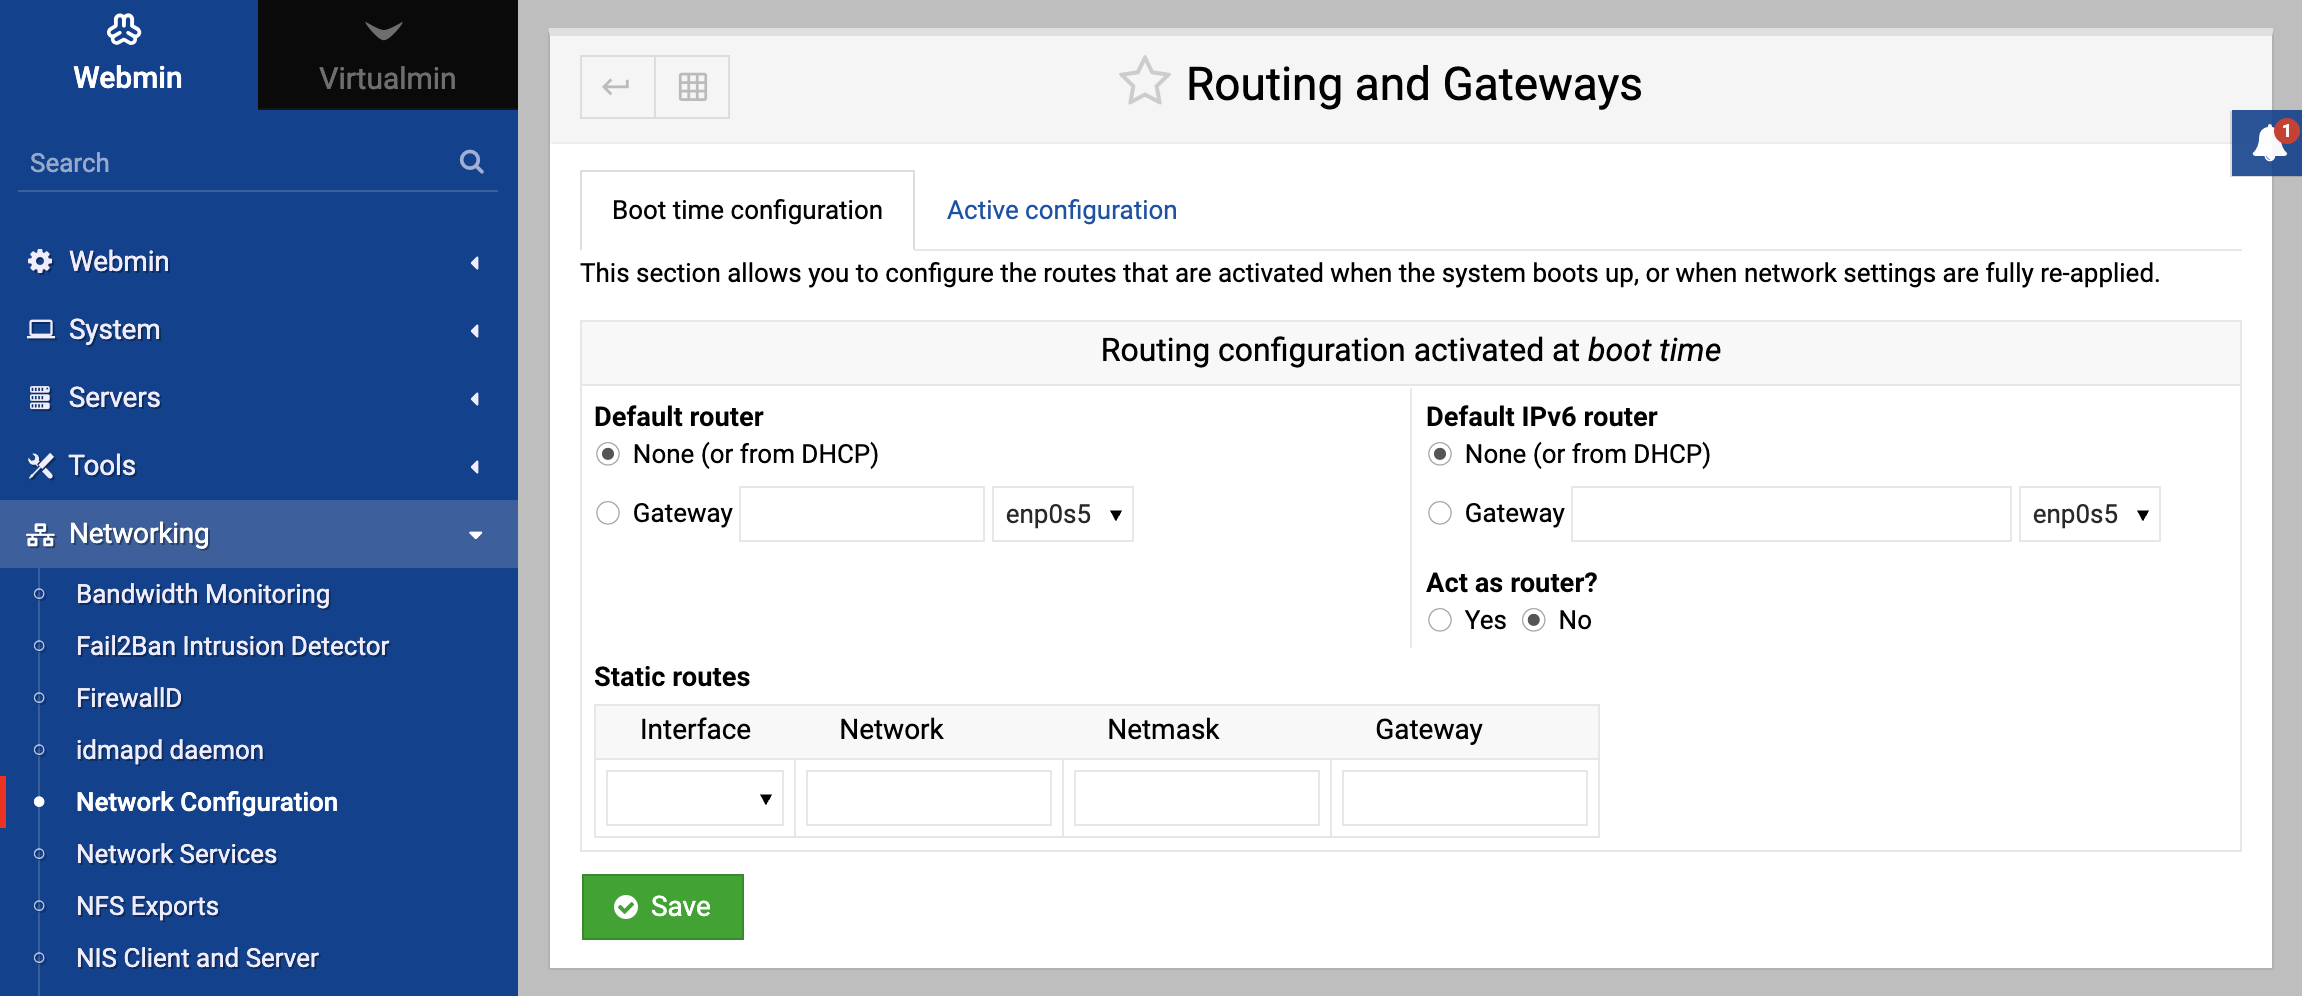 Webmin
Virtualmin
Search
Webmin
System
Servers
Tools
Networking
Bandwidth Monitoring
Fail2Ban Intrusion Detector
FirewallD
idmapd daemon
Network Configuration
Network Services
NFS Exports
NIS Client and Server
Routing and Gateways
1
Boot time configuration
Active configuration
This section allows you to configure the routes that are activated when the system boots up, or when network settings are fully re-applied.
Routing configuration activated at boot time
Default router
None (or from DHCP)
Gateway enp0s5
Default IPv6 router
None (or from DHCP)
Gateway enp0s5
Act as router?
Yes No
Static routes
Interface Network Netmask Gateway
Save